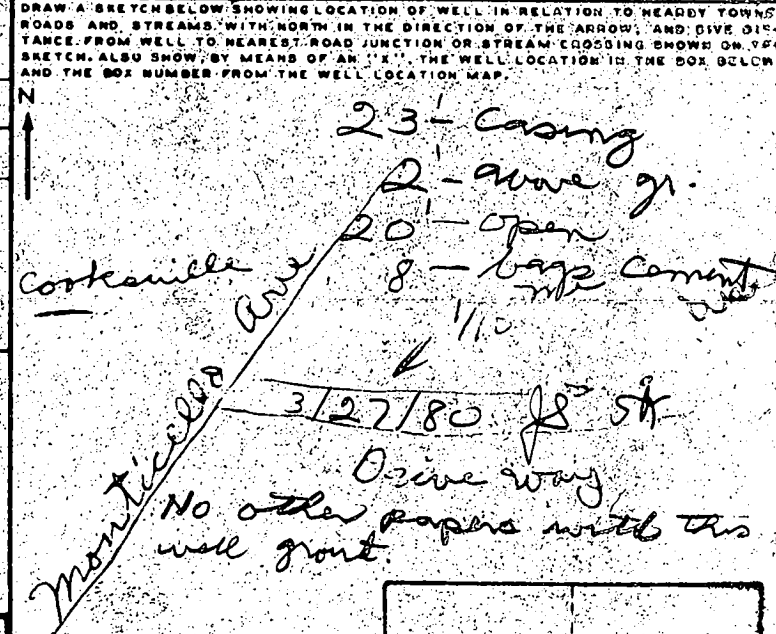 DRAW A SKETCH BELOW SHOWING LOCATION OF WELL IN RELATION TO NEARBY TOWNS
ROADS AND STREAMS WITH NORTH IN THE DIRECTION OF THE ARROW, AND GIVE DIS-
TANCE FROM WELL TO NEAREST ROAD JUNCTION OR STREAM CROSSING SHOWN ON
SKETCH. ALSO SHOW, BY MEANS OF AN "X", THE WELL LOCATION IN THE BOX BELOW
AND THE BOX NUMBER FROM THE WELL LOCATION MAP.
N
23' - Casing
2' - above gr.
20' - open
8 - bags Cement
Cooksville
Monticello Ave
1/10
3/27/80
Drive way
No other papers with this
well grout.